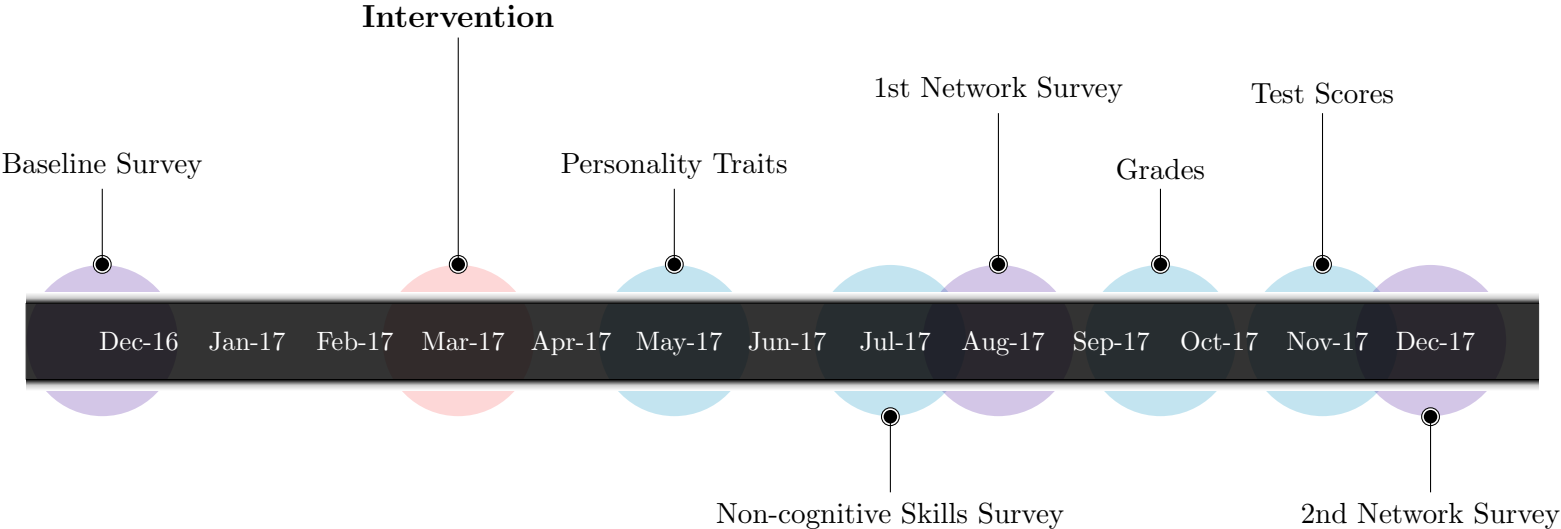 Intervention
1st Network Survey
Test Scores
Baseline Survey
Personality Traits
Grades
Dec-16 Jan-17 Feb-17 Mar-17 Apr-17 May-17 Jun-17 Jul-17 Aug-17 Sep-17 Oct-17 Nov-17 Dec-17
Non-cognitive Skills Survey
2nd Network Survey